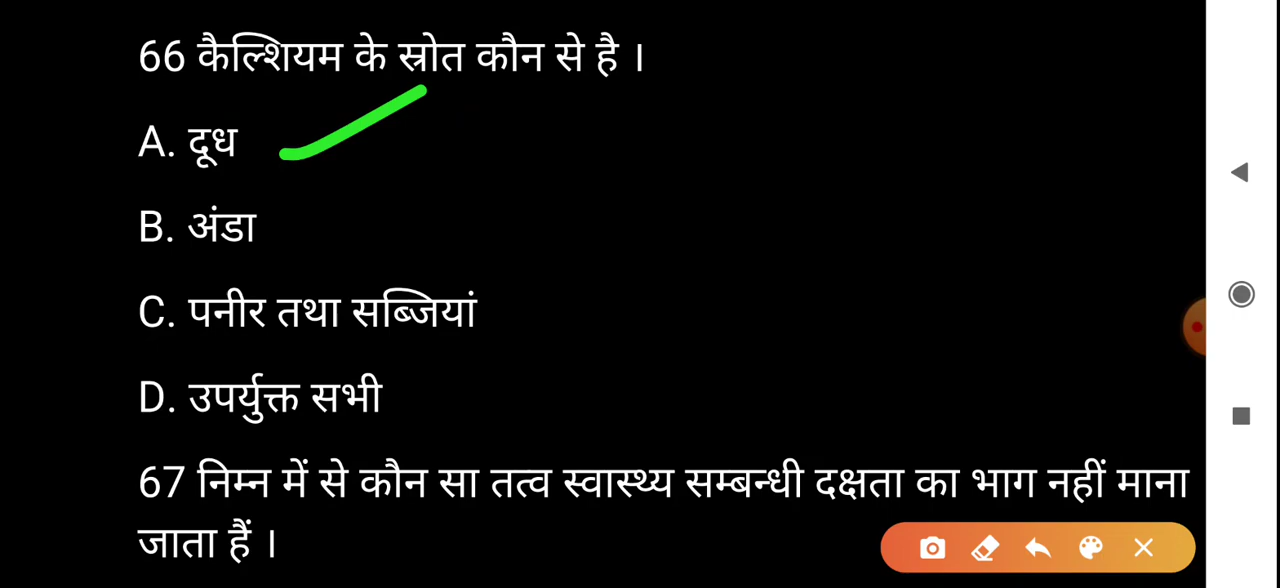 66 कैल्शियम के स्रोत कौन से है ।
A. दूध
B. अंडा
C. पनीर तथा सब्जियां
D. उपर्युक्त सभी
67 निम्न में से कौन सा तत्व स्वास्थ्य सम्बन्धी दक्षता का भाग नहीं माना
जाता हैं ।